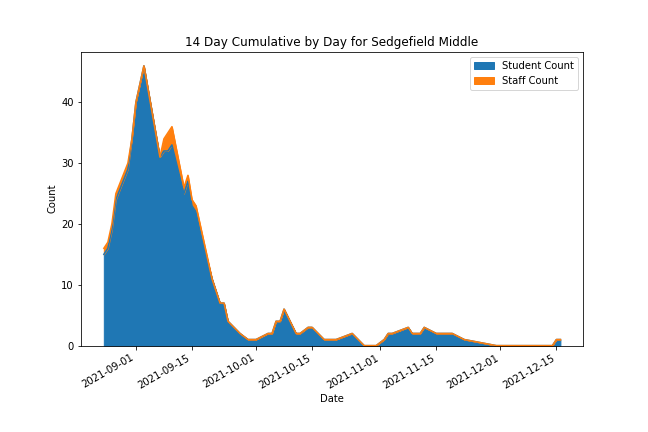 14 Day Cumulative by Day for Sedgefield Middle
Student Count
Staff Count
Count
40
30
20
10
0
2021-09-01
2021-09-15
2021-10-01
2021-10-15
2021-11-01
2021-11-15
2021-12-01
2021-12-15
Date